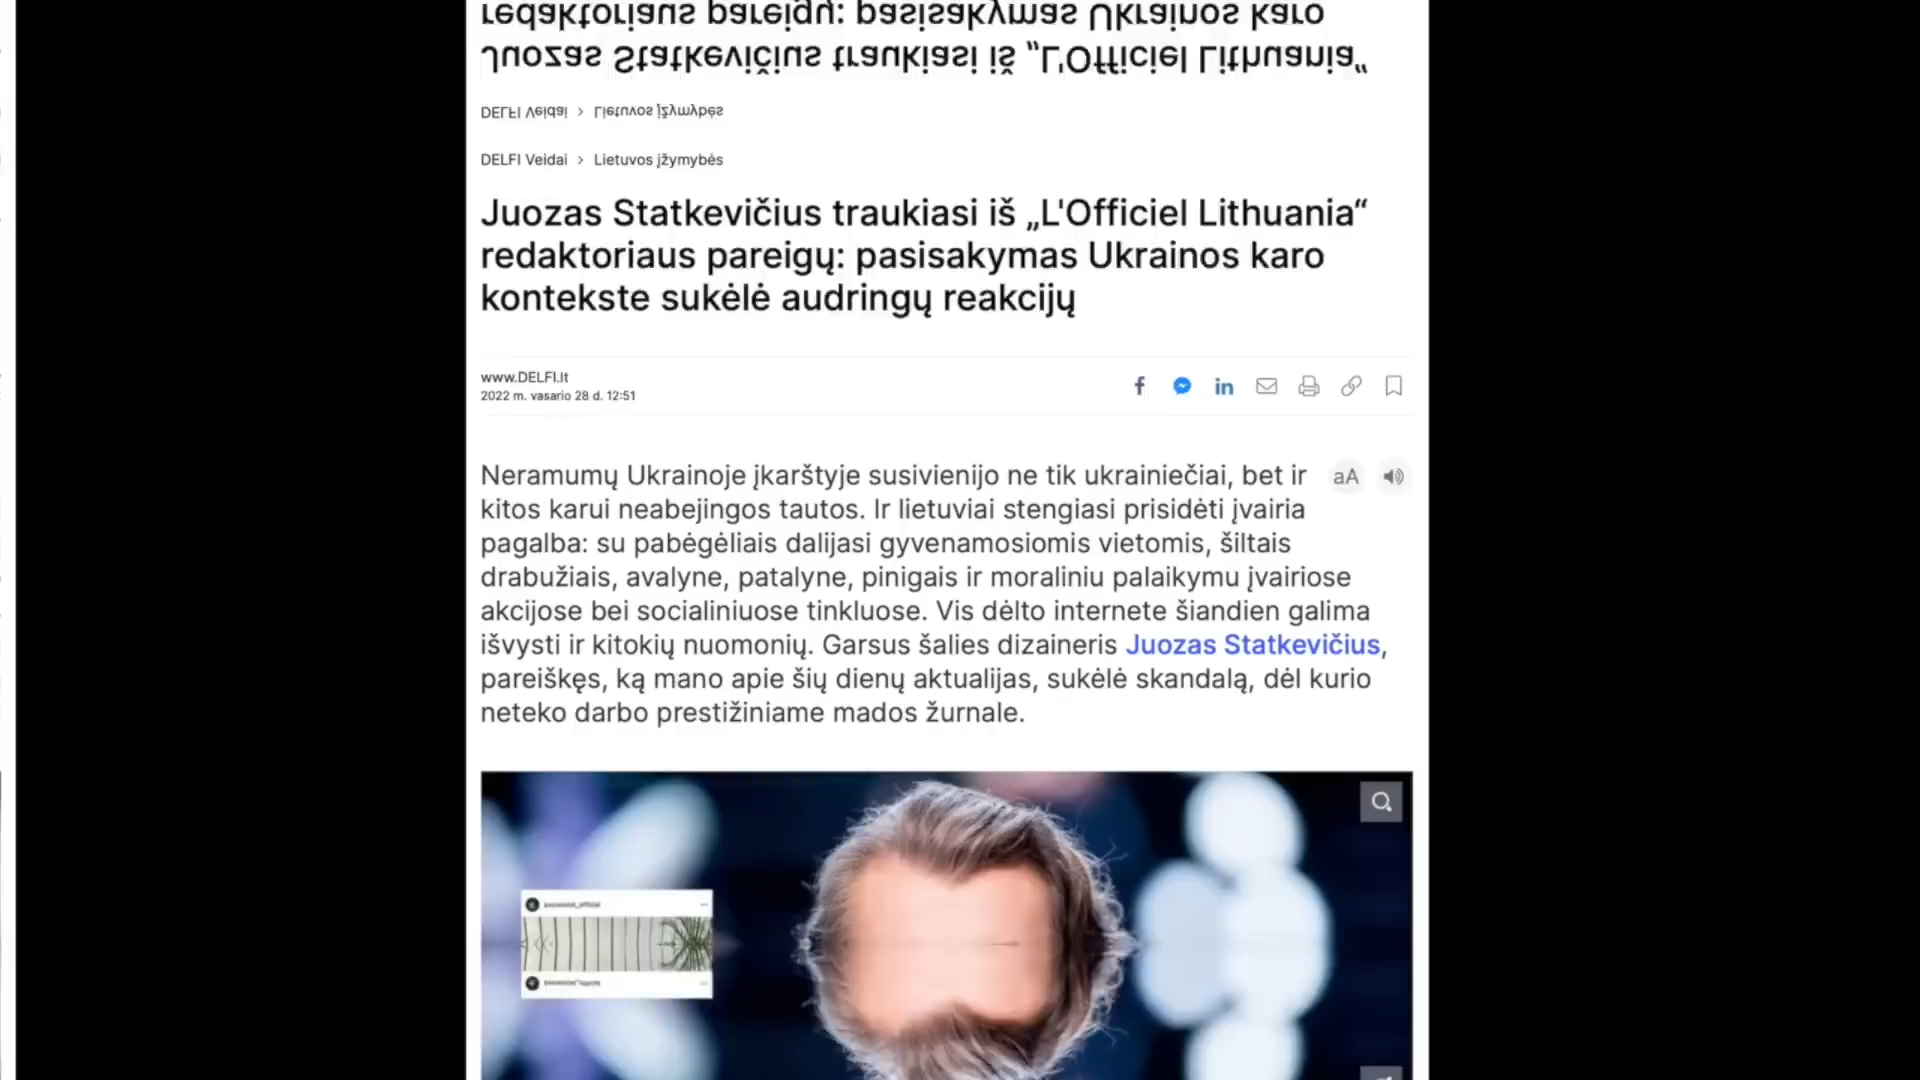 redaktoriaus pareigų: pasisakymas Ukrainos karo
Juozas Statkevičius traukiasi iš „L'Officiel Lithuania“
DELFI Veidai > Lietuvos įžymybės
DELFI Veidai > Lietuvos įžymybės
Juozas Statkevičius traukiasi iš „L'Officiel Lithuania“
redaktoriaus pareigų: pasisakymas Ukrainos karo
kontekste sukėlė audringų reakcijų
www.DELFI.lt
2022 m. vasario 28 d. 12:51
Neramumų Ukrainoje įkarštyje susivienijo ne tik ukrainiečiai, bet ir
aA
kitos karui neabejingos tautos. Ir lietuviai stengiasi prisidėti įvairia
pagalba: su pabėgėliais dalijasi gyvenamosiomis vietomis, šiltais
drabužiais, avalyne, patalyne, pinigais ir moraliniu palaikymu įvairiose
akcijose bei socialiniuose tinkluose. Vis dėlto internete šiandien galima
išvysti ir kitokių nuomonių. Garsus šalies dizaineris Juozas Statkevičius,
pareiškęs, ką mano apie šių dienų aktualijas, sukėlė skandalą, dėl kurio
neteko darbo prestižiniame mados žurnale.